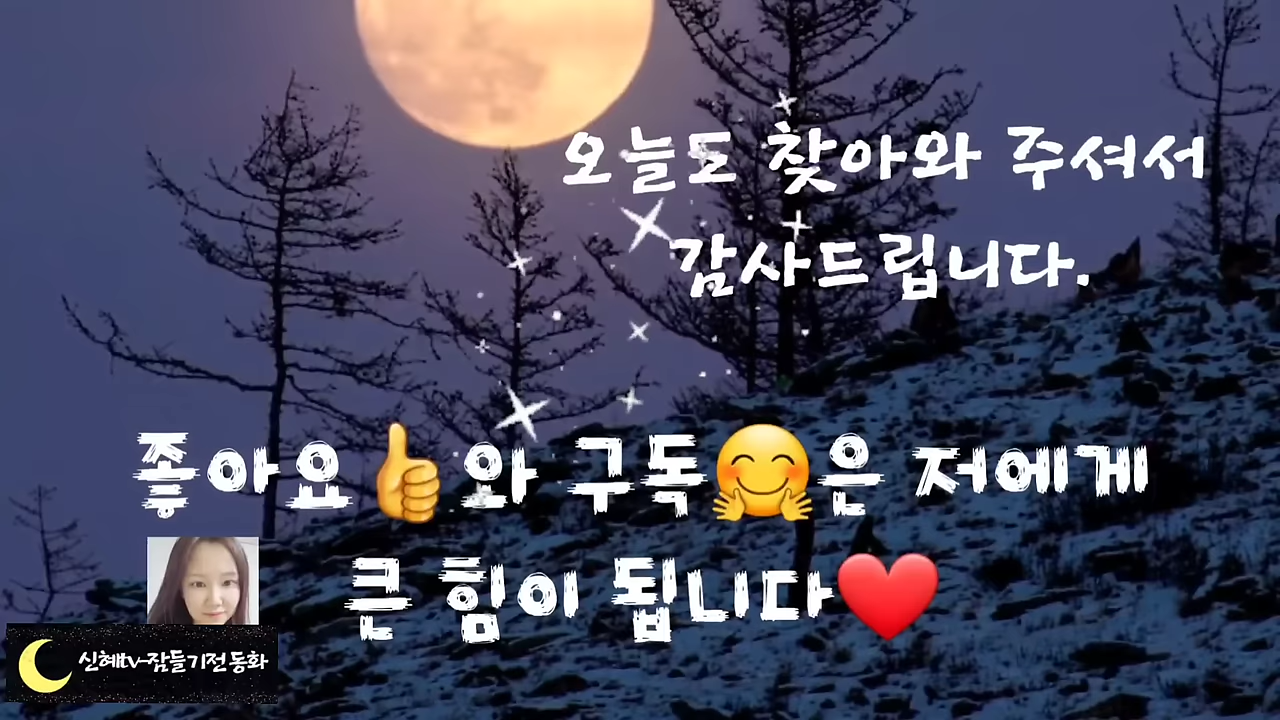 오늘도 찾아와 주셔서
감사드립니다.
좋아요👍와 구독🤗은 저에게
큰 힘이 됩니다❤️
신혜tv-잠들기전 동화